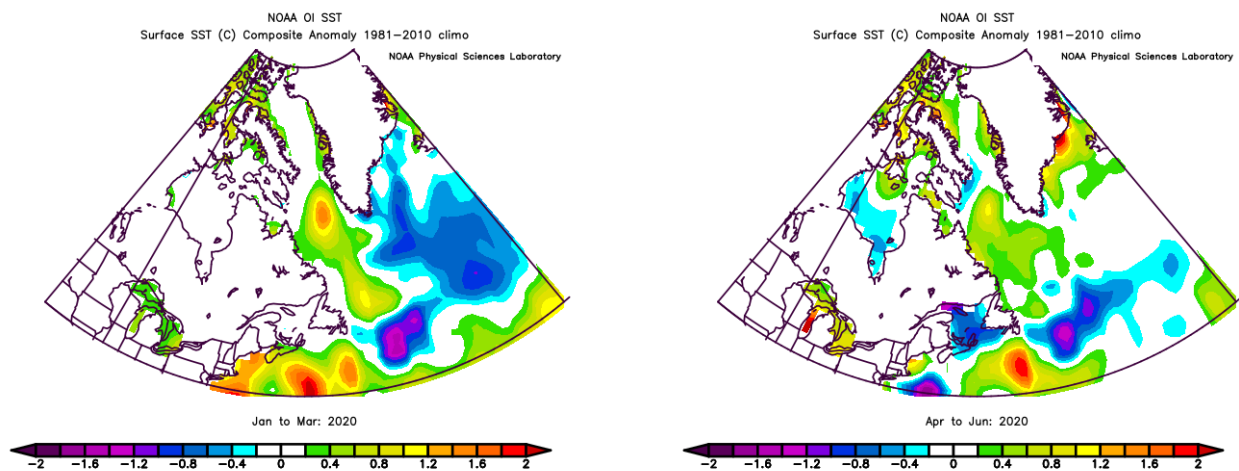 NOAA OI SST
Surface SST (C) Composite Anomaly 1981−2010 climo
NOAA Physical Sciences Laboratory
Jan to Mar: 2020
−2 −1.6 −1.2 −0.8 −0.4 0 0.4 0.8 1.2 1.6 2
NOAA OI SST
Surface SST (C) Composite Anomaly 1981−2010 climo
NOAA Physical Sciences Laboratory
Apr to Jun: 2020
−2 −1.6 −1.2 −0.8 −0.4 0 0.4 0.8 1.2 1.6 2